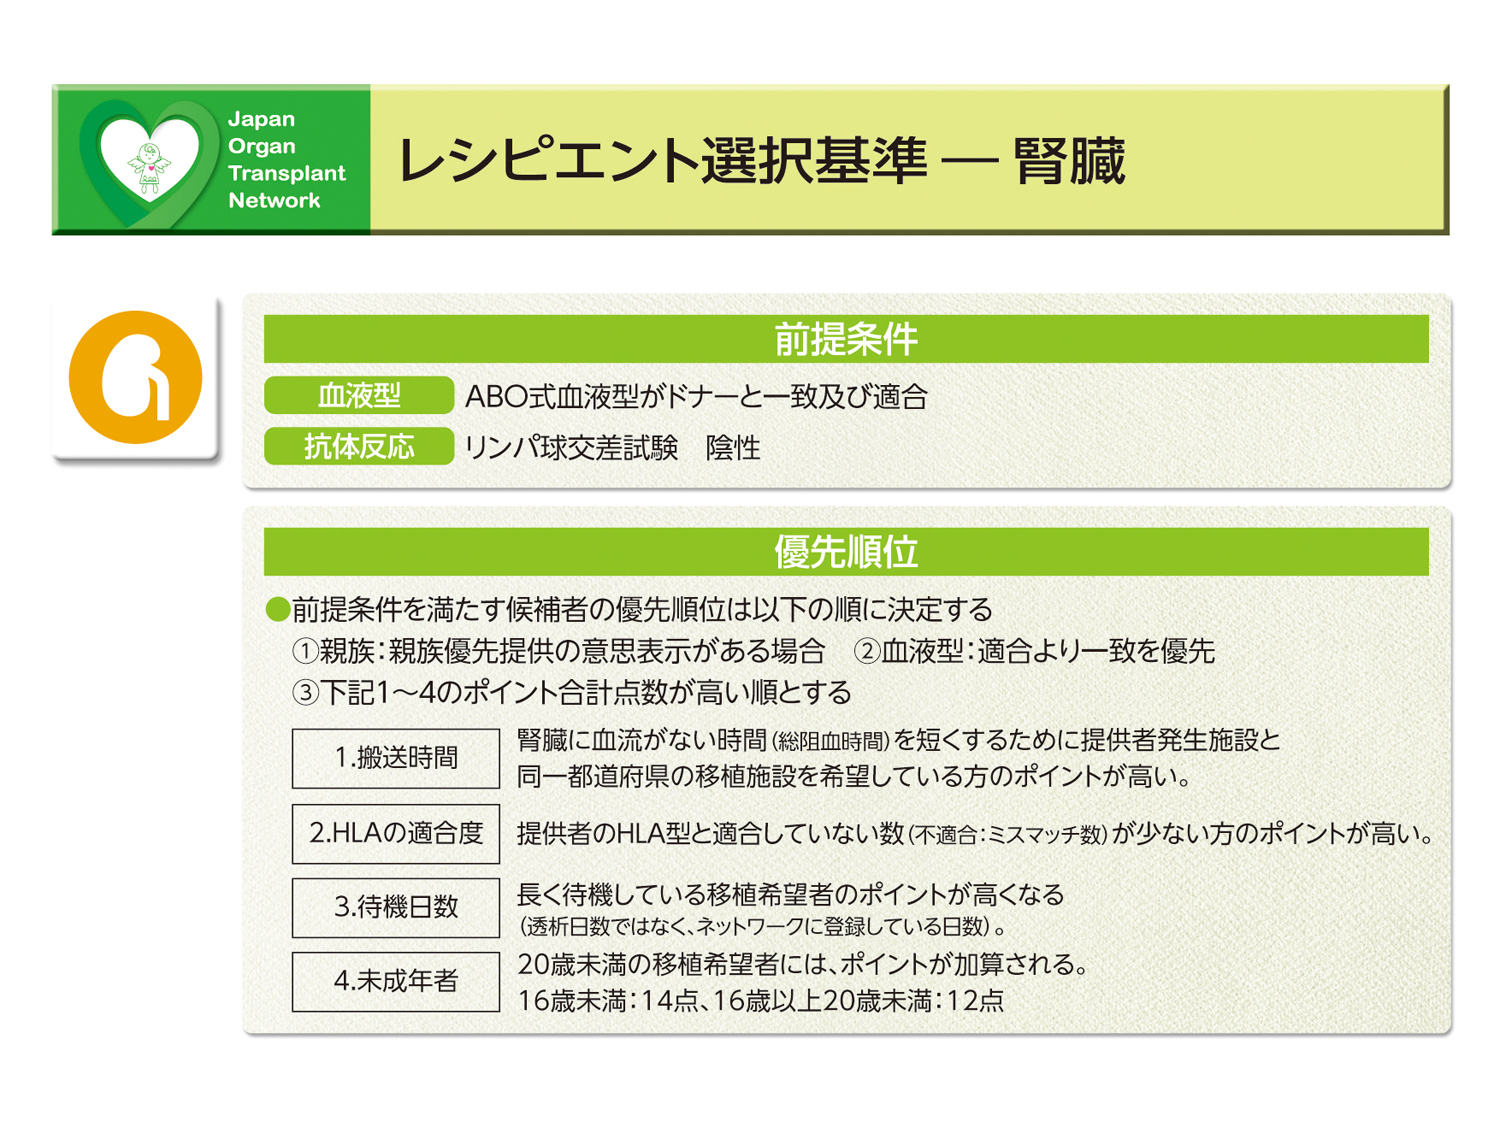 Japan
Organ
Transplant
Network
レシピエント選択基準 ― 腎臓
前提条件
血液型 ABO式血液型がドナーと一致及び適合
抗体反応 リンパ球交差試験　陰性
優先順位
●前提条件を満たす候補者の優先順位は以下の順に決定する
①親族：親族優先提供の意思表示がある場合　②血液型：適合より一致を優先
③下記1～4のポイント合計点数が高い順とする
1.搬送時間
腎臓に血流がない時間（総阻血時間）を短くするために提供者発生施設と
同一都道府県の移植施設を希望している方のポイントが高い。
2.HLAの適合度 提供者のHLA型と適合していない数（不適合：ミスマッチ数）が少ない方のポイントが高い。
3.待機日数
長く待機している移植希望者のポイントが高くなる
（透析日数ではなく、ネットワークに登録している日数）。
4.未成年者
20歳未満の移植希望者には、ポイントが加算される。
16歳未満：14点、16歳以上20歳未満：12点